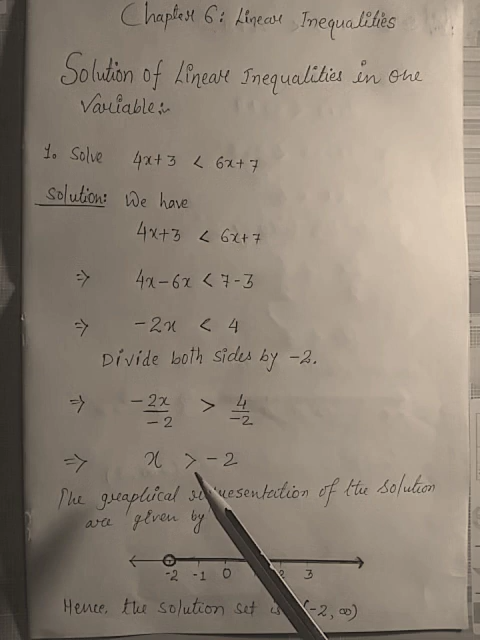 Chapter 6: Linear Inequalities
Solution of Linear Inequalities in one
Variable:-
1. Solve 4x+3 < 6x+7
Solution: We have
4x+3 < 6x+7
⇒ 4x-6x < 7-3
⇒ -2x < 4
Divide both sides by -2.
⇒ -2x/-2 > 4/-2
⇒ x > -2
The graphical representation of the solution
are given by
-2 -1 0 2 3
Hence, the solution set is (-2, ∞)